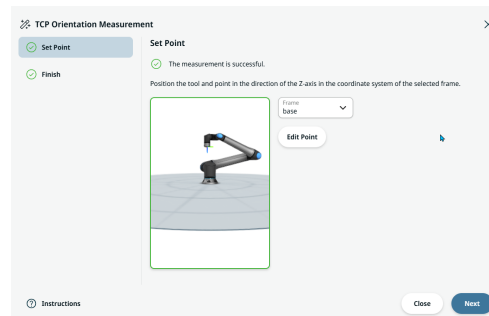 TCP Orientation Measurement
Set Point
Finish
Set Point
The measurement is successful.
Position the tool and point in the direction of the Z-axis in the coordinate system of the selected frame.
Frame
base
Edit Point
Instructions
Close
Next